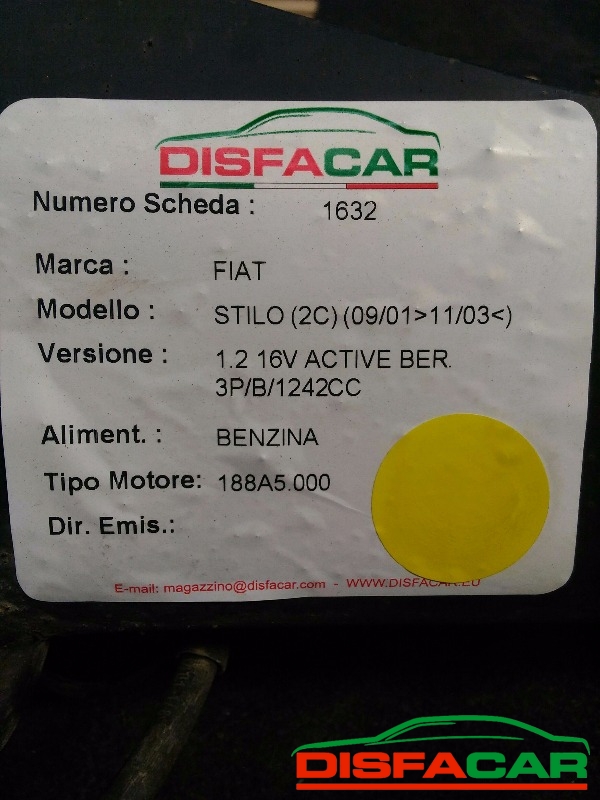 DISFACAR
Numero Scheda : 1632
Marca : FIAT
Modello : STILO (2C) (09/01>11/03<)
Versione : 1.2 16V ACTIVE BER.
3P/B/1242CC
Aliment. : BENZINA
Tipo Motore: 188A5.000
Dir. Emis.:
E-mail: magazzino@disfacar.com - WWW.DISFACAR.EU
DISFACAR